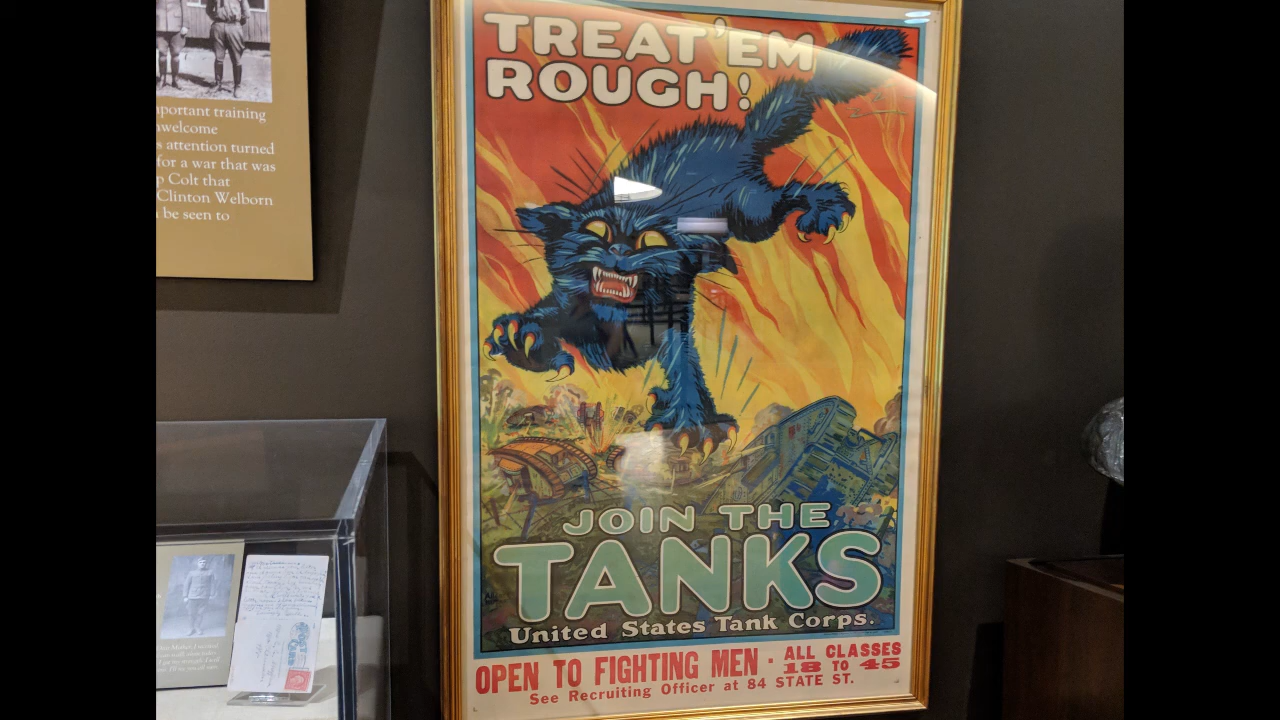 portant training
welcome
s attention turned
for a war that was
p Colt that
Clinton Welborn
be seen to
TREAT'EM
ROUGH!
JOIN THE
TANKS
United States Tank Corps.
OPEN TO FIGHTING MEN · ALL CLASSES
18 TO 45
See Recruiting Officer at 84 STATE ST.
POST
CARD